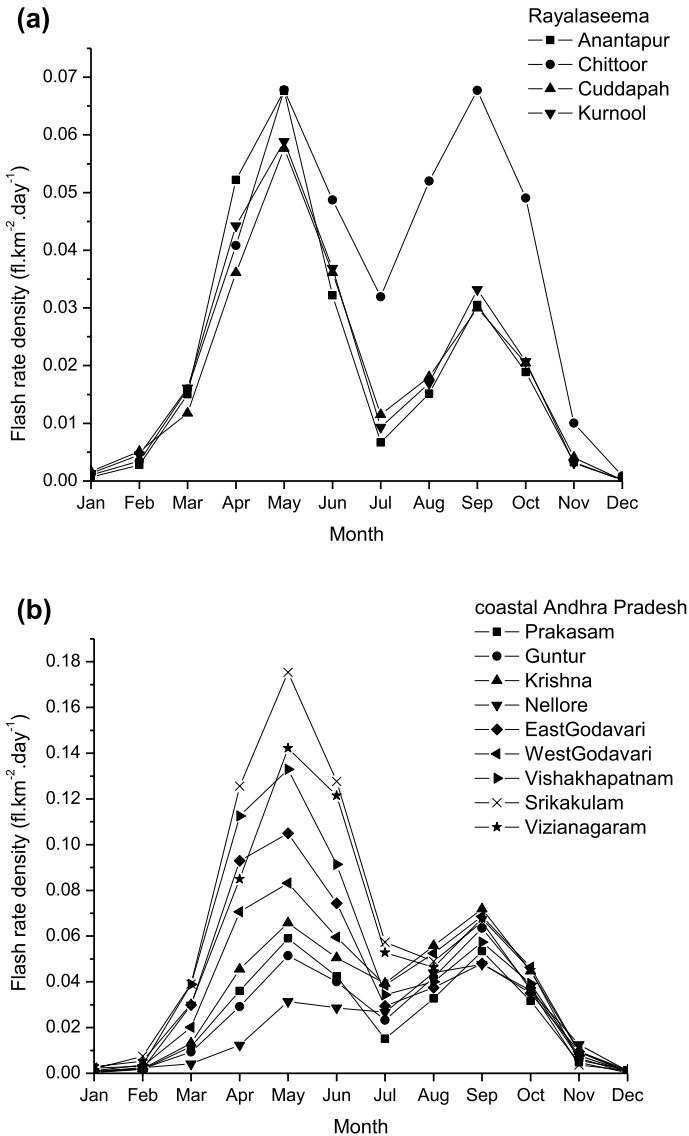 (a)
Rayalaseema
Anantapur
Chittoor
Cuddapah
Kurnool
0.07
0.06
0.05
0.04
0.03
0.02
0.01
0.00
Flash rate density (fl.km-2.day-1)
Jan Feb Mar Apr May Jun Jul Aug Sep Oct Nov Dec
Month
(b)
coastal Andhra Pradesh
Prakasam
Guntur
Krishna
Nellore
EastGodavari
WestGodavari
Vishakhapatnam
Srikakulam
Vizianagaram
0.18
0.16
0.14
0.12
0.10
0.08
0.06
0.04
0.02
0.00
Flash rate density (fl.km-2.day-1)
Jan Feb Mar Apr May Jun Jul Aug Sep Oct Nov Dec
Month